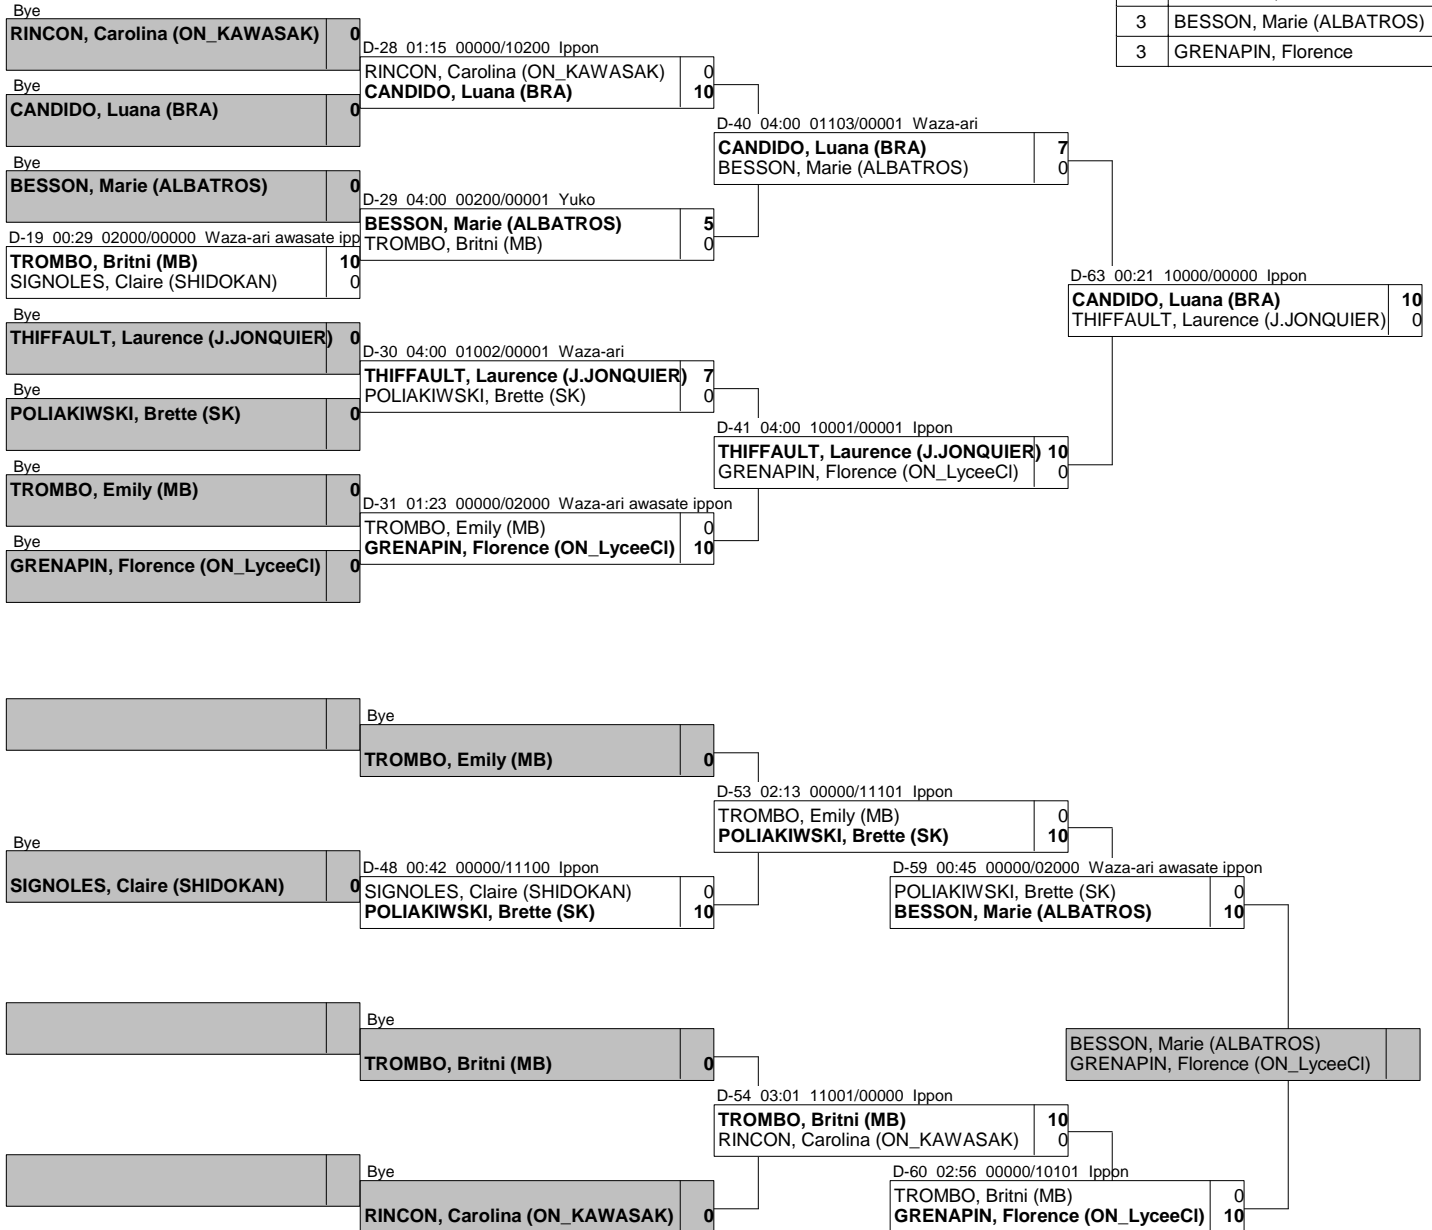 3 BESSON, Marie (ALBATROS)
3 GRENAPIN, Florence
Bye
RINCON, Carolina (ON_KAWASAK) 0
D-28 01:15 00000/10200 Ippon
RINCON, Carolina (ON_KAWASAK) 0
CANDIDO, Luana (BRA) 10
Bye
CANDIDO, Luana (BRA) 0
D-40 04:00 01103/00001 Waza-ari
CANDIDO, Luana (BRA) 7
BESSON, Marie (ALBATROS) 0
Bye
BESSON, Marie (ALBATROS) 0
D-29 04:00 00200/00001 Yuko
BESSON, Marie (ALBATROS) 5
TROMBO, Britni (MB) 0
D-19 00:29 02000/00000 Waza-ari awasate ipp
TROMBO, Britni (MB) 10
SIGNOLES, Claire (SHIDOKAN) 0
D-63 00:21 10000/00000 Ippon
CANDIDO, Luana (BRA) 10
THIFFAULT, Laurence (J.JONQUIER) 0
Bye
THIFFAULT, Laurence (J.JONQUIER) 0
D-30 04:00 01002/00001 Waza-ari
THIFFAULT, Laurence (J.JONQUIER) 7
POLIAKIWSKI, Brette (SK) 0
Bye
POLIAKIWSKI, Brette (SK) 0
D-41 04:00 10001/00001 Ippon
THIFFAULT, Laurence (J.JONQUIER) 10
GRENAPIN, Florence (ON_LyceeCl) 0
Bye
TROMBO, Emily (MB) 0
D-31 01:23 00000/02000 Waza-ari awasate ippon
TROMBO, Emily (MB) 0
GRENAPIN, Florence (ON_LyceeCl) 10
Bye
GRENAPIN, Florence (ON_LyceeCl) 0
Bye
TROMBO, Emily (MB) 0
D-53 02:13 00000/11101 Ippon
TROMBO, Emily (MB) 0
POLIAKIWSKI, Brette (SK) 10
Bye
SIGNOLES, Claire (SHIDOKAN) 0
D-48 00:42 00000/11100 Ippon
SIGNOLES, Claire (SHIDOKAN) 0
POLIAKIWSKI, Brette (SK) 10
D-59 00:45 00000/02000 Waza-ari awasate ippon
POLIAKIWSKI, Brette (SK) 0
BESSON, Marie (ALBATROS) 10
Bye
TROMBO, Britni (MB) 0
BESSON, Marie (ALBATROS)
GRENAPIN, Florence (ON_LyceeCl)
D-54 03:01 11001/00000 Ippon
TROMBO, Britni (MB) 10
RINCON, Carolina (ON_KAWASAK) 0
Bye
RINCON, Carolina (ON_KAWASAK) 0
D-60 02:56 00000/10101 Ippon
TROMBO, Britni (MB) 0
GRENAPIN, Florence (ON_LyceeCl) 10